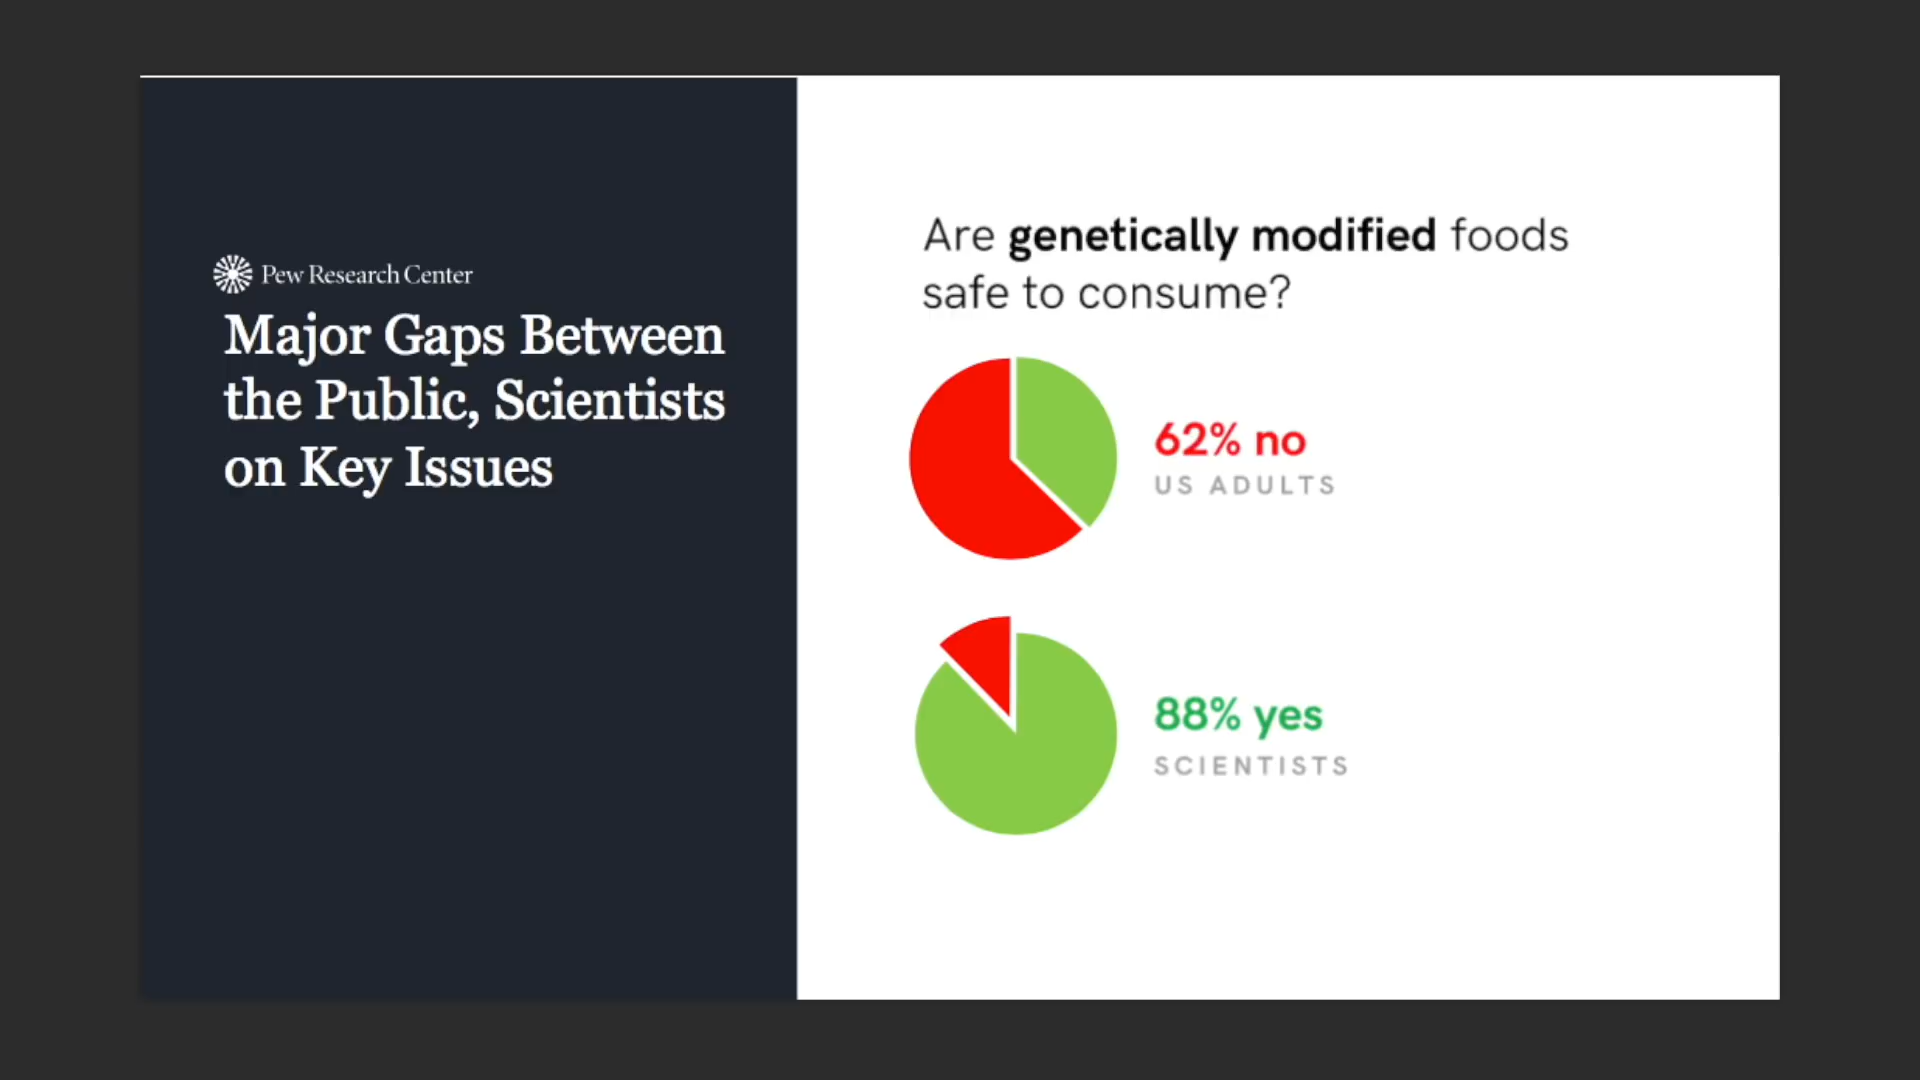 Pew Research Center
Major Gaps Between
the Public, Scientists
on Key Issues
Are genetically modified foods
safe to consume?
62% no
US ADULTS
88% yes
SCIENTISTS